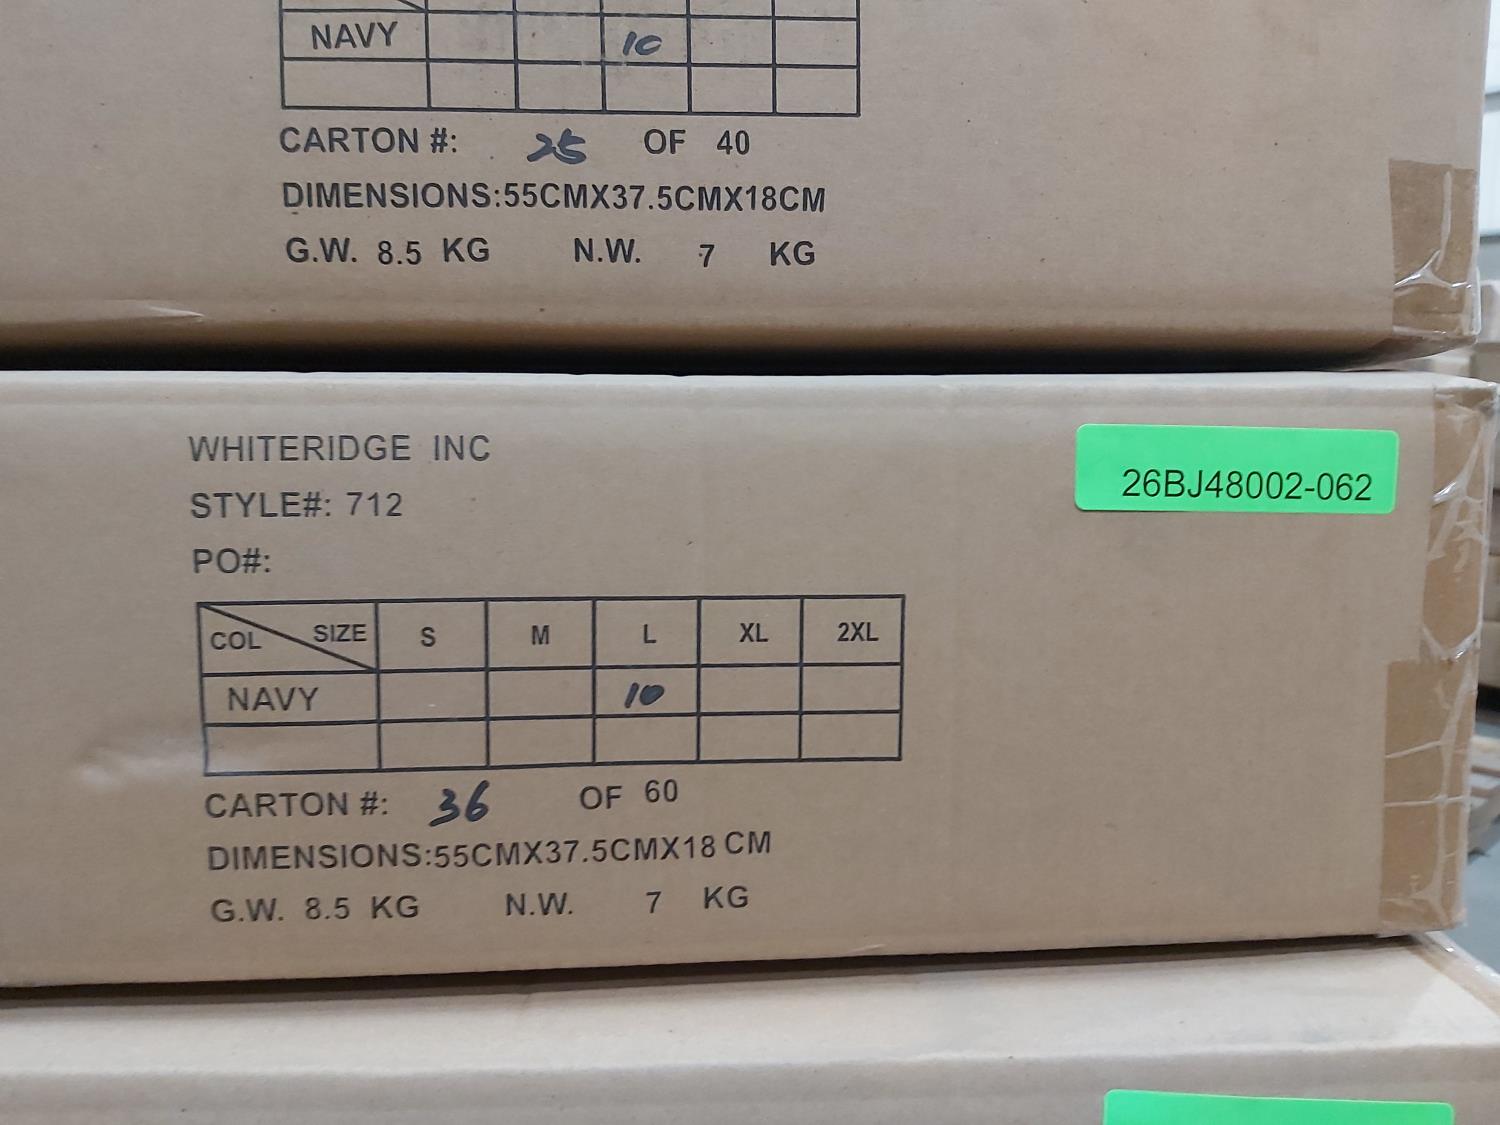 NAVY 10
CARTON #: 25 OF 40
DIMENSIONS:55CMX37.5CMX18CM
G.W. 8.5 KG N.W. 7 KG
WHITERIDGE INC
26BJ48002-062
STYLE#: 712
PO#:
COL SIZE S M L XL 2XL
NAVY 10
CARTON #: 36 OF 60
DIMENSIONS:55CMX37.5CMX18 CM
G.W. 8.5 KG N.W. 7 KG